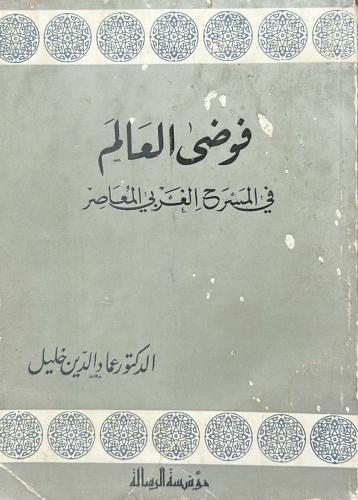 فوضى العالم
في المسرح الغربي المعاصر
الدكتور عماد الدين خليل
مؤسسة الرسالة